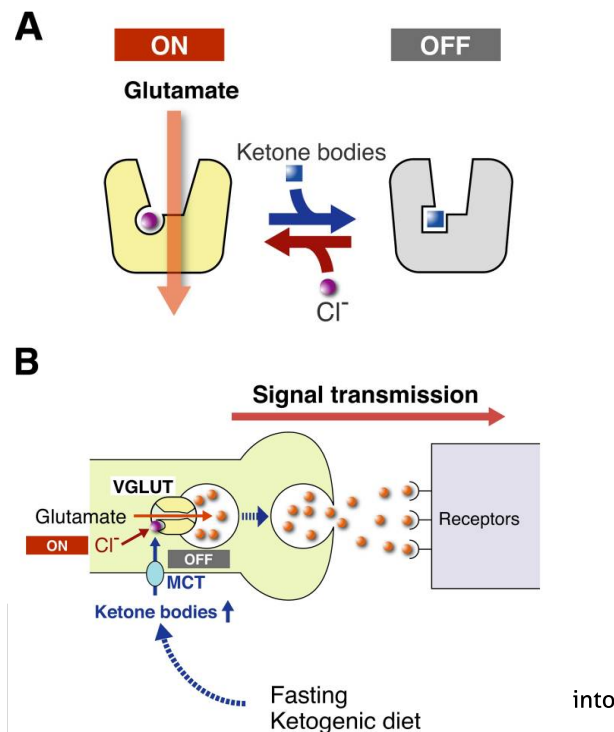 A
ON
OFF
Glutamate
Ketone bodies
Cl⁻
B
Signal transmission
VGLUT
Glutamate
ON
Cl⁻
OFF
MCT
Receptors
Ketone bodies
Fasting
Ketogenic diet
into